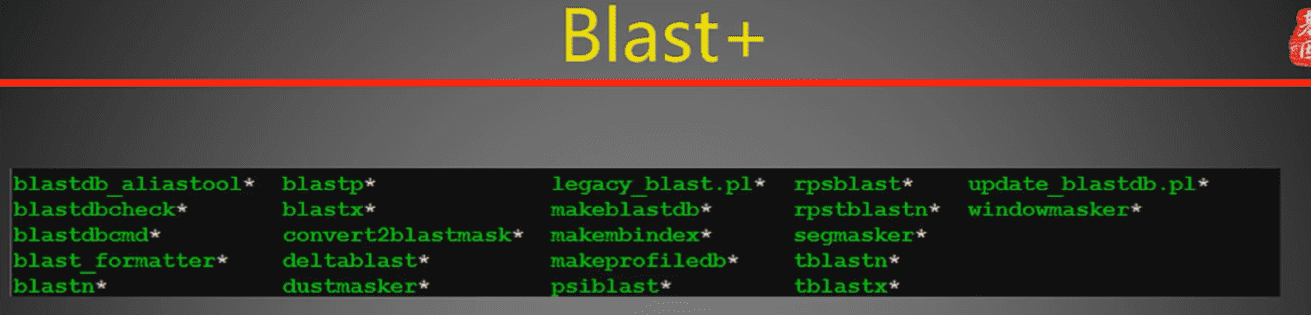 Blast+
blastdb_aliastool* blastp* legacy_blast.pl* rpsblast* update_blastdb.pl*
blastdbcheck* blastx* makeblastdb* rpstblastn* windowmasker*
blastdbcmd* convert2blastmask* makembindex* segmasker*
blast_formatter* deltablast* makeprofiledb* tblastn*
blastn* dustmasker* psiblast* tblastx*